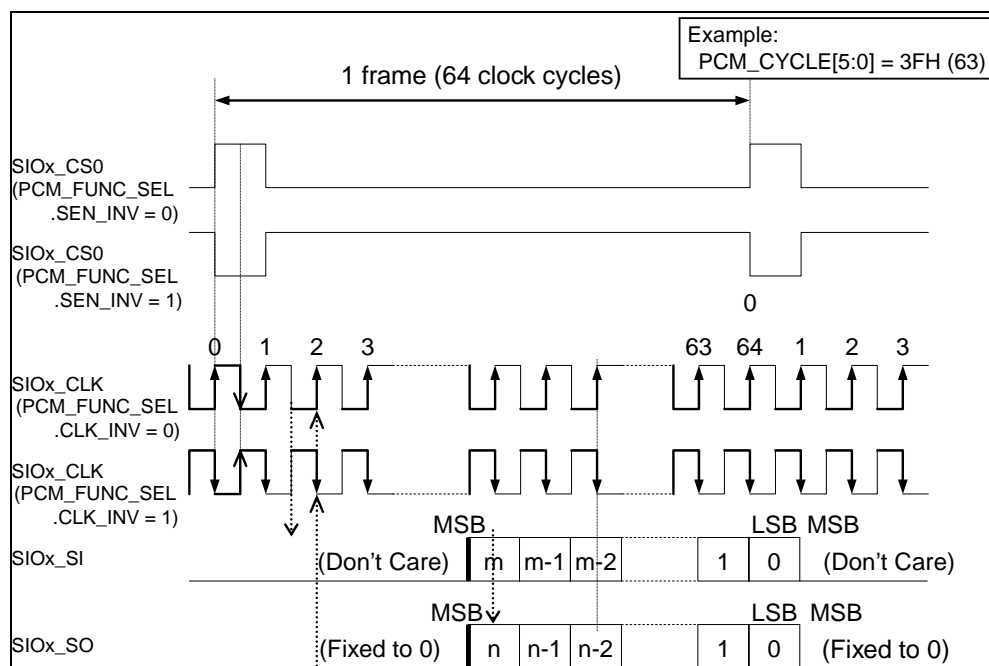 Example:
PCM_CYCLE[5:0] = 3FH (63)
1 frame (64 clock cycles)
SIOx_CS0
(PCM_FUNC_SEL
.SEN_INV = 0)
SIOx_CS0
(PCM_FUNC_SEL
.SEN_INV = 1)
0
0 1 2 3 63 64 1 2 3
SIOx_CLK
(PCM_FUNC_SEL
.CLK_INV = 0)
SIOx_CLK
(PCM_FUNC_SEL
.CLK_INV = 1)
MSB LSB MSB
SIOx_SI (Don't Care) m m-1 m-2 1 0 (Don't Care)
MSB LSB MSB
SIOx_SO (Fixed to 0) n n-1 n-2 1 0 (Fixed to 0)